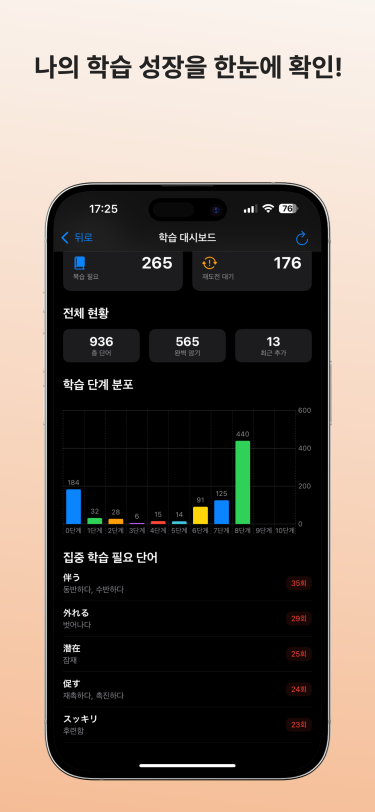 나의 학습 성장을 한눈에 확인!
17:25
76
뒤로
학습 대시보드
265
복습 필요
176
재도전 대기
전체 현황
936
총 단어
565
완벽 암기
13
최근 추가
학습 단계 분포
600
400
200
0
184
32
28
6
15
14
91
125
440
0단계 1단계 2단계 3단계 4단계 5단계 6단계 7단계 8단계 9단계 10단계
집중 학습 필요 단어
伴う
동반하다, 수반하다
35회
外れる
벗어나다
29회
潜在
잠재
25회
促す
재촉하다, 촉진하다
24회
スッキリ
후련함
23회